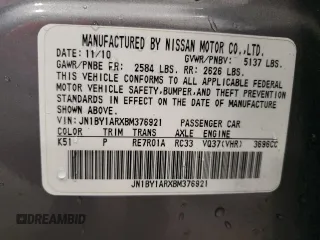 MANUFACTURED BY NISSAN MOTOR CO.,LTD.
DATE: 11/10 GVWR/PNBV: 5137 LBS.
GAWR/PNBE FR: 2584 LBS. RR: 2626 LBS.
THIS VEHICLE CONFORMS TO ALL APPLICABLE FEDERAL
MOTOR VEHICLE SAFETY,BUMPER,AND THEFT PREVENTION
STANDARDS IN EFFECT ON THE DATE OF MANUFACTURE
SHOWN ABOVE.
VIN:JN1BY1ARXBM376921 PASSENGER CAR
COLOR TRIM TRANS AXLE ENGINE
K51 P RE7R01A RC33 VQ37(VHR) 3696CC
JN1BY1ARXBM376921
DREAMBID